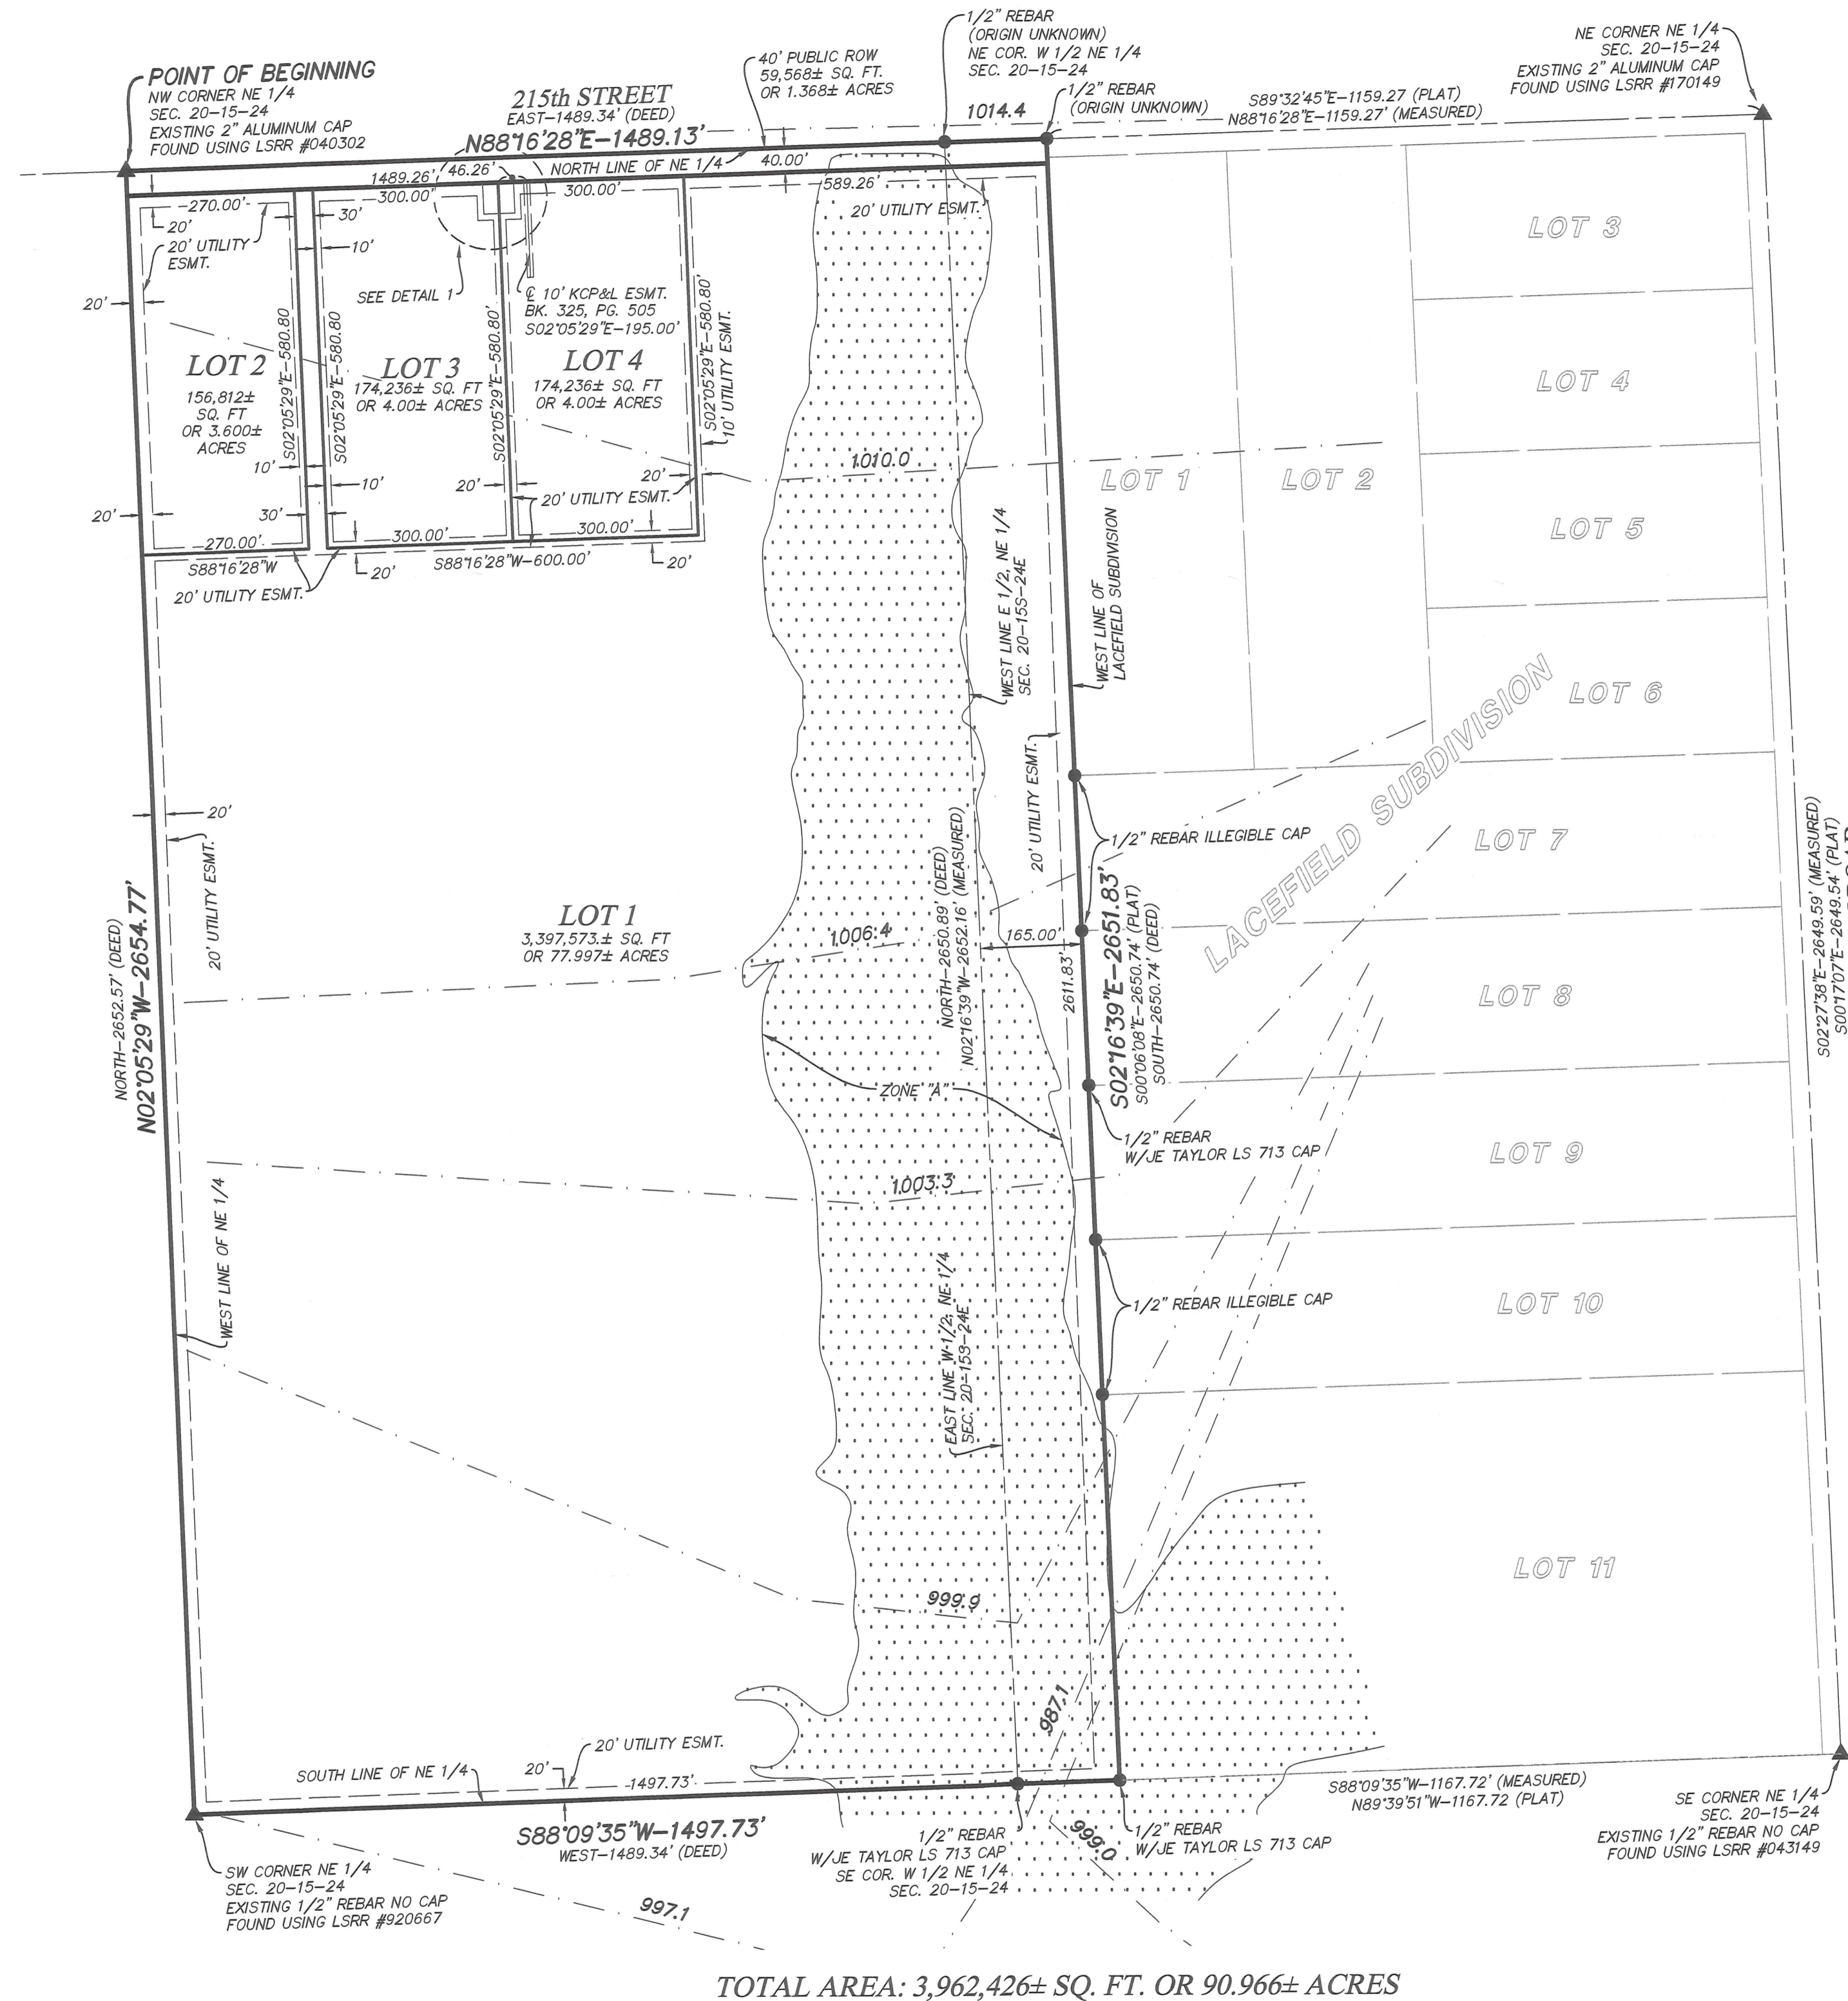 POINT OF BEGINNING
NW CORNER NE 1/4
SEC. 20-15-24
EXISTING 2" ALUMINUM CAP
FOUND USING LSRR #040302
215th STREET
EAST-1489.34' (DEED)
N88°16'28"E-1489.13'
40' PUBLIC ROW
59,568± SQ. FT.
OR 1.368± ACRES
1/2" REBAR
(ORIGIN UNKNOWN)
NE COR. W 1/2 NE 1/4
SEC. 20-15-24
1014.4
1/2" REBAR
(ORIGIN UNKNOWN)
S89°32'45"E-1159.27 (PLAT)
N88°16'28"E-1159.27' (MEASURED)
NE CORNER NE 1/4
SEC. 20-15-24
EXISTING 2" ALUMINUM CAP
FOUND USING LSRR #170149
1489.26'
46.26'
NORTH LINE OF NE 1/4
40.00'
270.00'
300.00'
300.00'
589.26'
20' UTILITY ESMT.
20'
20' UTILITY
ESMT.
30'
10'
20'
SEE DETAIL 1
℄ 10' KCP&L ESMT.
BK. 325, PG. 505
S02°05'29"E-195.00'
LOT 2
156,812±
SQ. FT
OR 3.600±
ACRES
S02°05'29"E-580.80
S02°05'29"E-580.80
LOT 3
174,236± SQ. FT
OR 4.00± ACRES
S02°05'29"E-580.80'
LOT 4
174,236± SQ. FT
OR 4.00± ACRES
S02°05'29"E-580.80'
10' UTILITY ESMT.
10'
10'
20'
20'
20' UTILITY ESMT.
20'
30'
270.00'
300.00'
300.00'
S88°16'28"W
20'
S88°16'28"W-600.00'
20'
20' UTILITY ESMT.
1010.0
WEST LINE E 1/2, NE 1/4
SEC. 20-15S-24E
WEST LINE OF
LACEFIELD SUBDIVISION
LOT 1
LOT 2
LOT 3
LOT 4
LOT 5
LOT 6
LOT 7
LOT 8
LOT 9
LOT 10
LOT 11
LACEFIELD SUBDIVISION
20'
20' UTILITY ESMT.
20' UTILITY ESMT.
1/2" REBAR ILLEGIBLE CAP
NORTH-2652.57' (DEED)
N02°05'29"W-2654.77'
LOT 1
3,397,573.± SQ. FT
OR 77.997± ACRES
1006.4
NORTH-2650.89' (DEED)
N02°16'39"W-2652.16' (MEASURED)
165.00'
2611.83'
S02°16'39"E-2651.83'
S00°06'08"E-2650.74' (PLAT)
SOUTH-2650.74' (DEED)
S02°27'38"E-2649.59' (MEASURED)
S00°17'07"E-2649.54' (PLAT)
ZONE "A"
1/2" REBAR
W/JE TAYLOR LS 713 CAP
1003.3
WEST LINE OF NE 1/4
EAST LINE W 1/2, NE 1/4
SEC. 20-15S-24E
1/2" REBAR ILLEGIBLE CAP
999.9
987.1
SOUTH LINE OF NE 1/4
20'
20' UTILITY ESMT.
1497.73'
S88°09'35"W-1497.73'
WEST-1489.34' (DEED)
S88°09'35"W-1167.72' (MEASURED)
N89°39'51"W-1167.72 (PLAT)
SW CORNER NE 1/4
SEC. 20-15-24
EXISTING 1/2" REBAR NO CAP
FOUND USING LSRR #920667
997.1
1/2" REBAR
W/JE TAYLOR LS 713 CAP
SE COR. W 1/2 NE 1/4
SEC. 20-15-24
999.0
1/2" REBAR
W/JE TAYLOR LS 713 CAP
SE CORNER NE 1/4
SEC. 20-15-24
EXISTING 1/2" REBAR NO CAP
FOUND USING LSRR #043149
TOTAL AREA: 3,962,426± SQ. FT. OR 90.966± ACRES